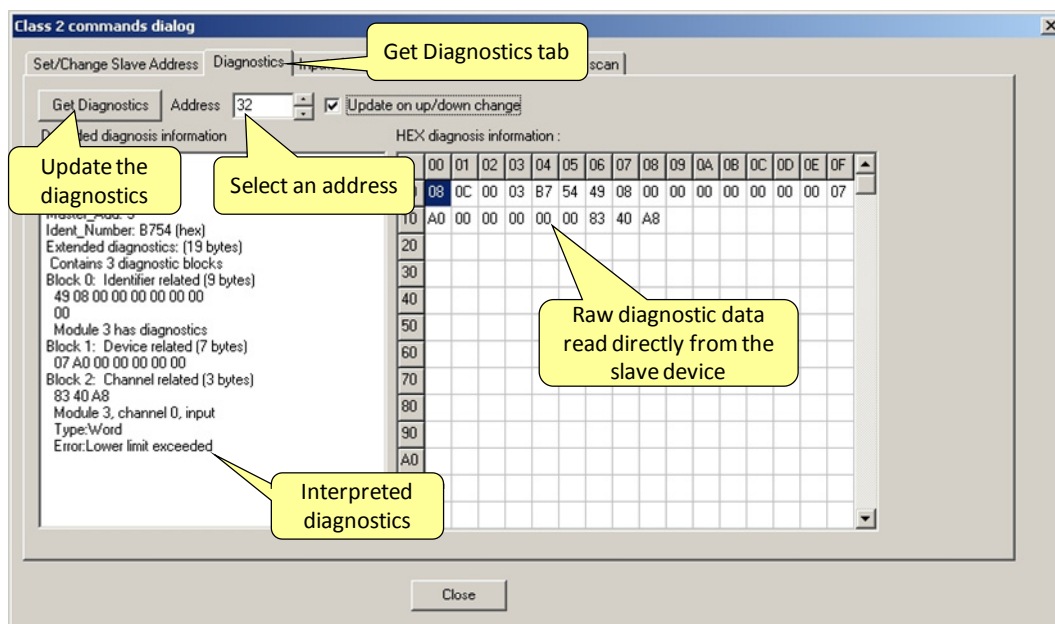 Class 2 commands dialog
Get Diagnostics tab
Set/Change Slave Address Diagnostics scan
Get Diagnostics Address 32 Update on up/down change
diagnosis information HEX diagnosis information :
Update the
diagnostics
Select an address
00 01 02 03 04 05 06 07 08 09 0A 0B 0C 0D 0E 0F
08 0C 00 03 B7 54 49 08 00 00 00 00 00 00 00 07
10 A0 00 00 00 00 00 83 40 A8
20
30
40
50
60
70
80
90
A0
Ident_Number: B754 (hex)
Extended diagnostics: (19 bytes)
Contains 3 diagnostic blocks
Block 0: Identifier related (9 bytes)
49 08 00 00 00 00 00 00
00
Module 3 has diagnostics
Block 1: Device related (7 bytes)
07 A0 00 00 00 00 00
Block 2: Channel related (3 bytes)
83 40 A8
Module 3, channel 0, input
Type:Word
Error:Lower limit exceeded
Raw diagnostic data
read directly from the
slave device
Interpreted
diagnostics
Close